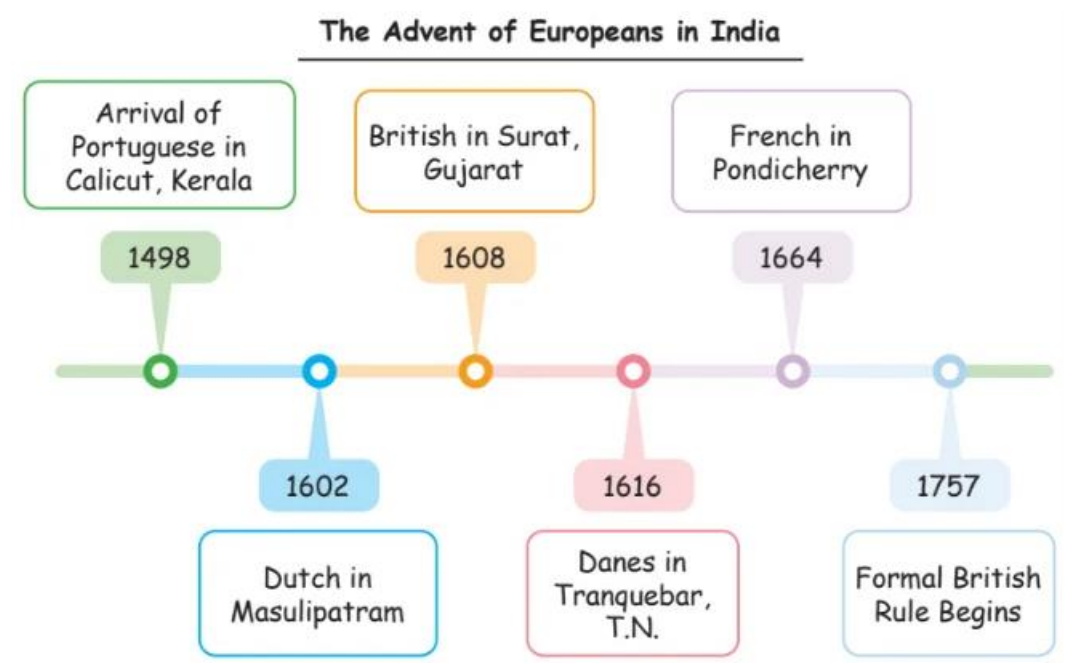 The Advent of Europeans in India
Arrival of
Portuguese in
Calicut, Kerala
1498
Dutch in
Masulipatram
1602
British in Surat,
Gujarat
1608
Danes in
Tranquebar,
T.N.
1616
French in
Pondicherry
1664
Formal British
Rule Begins
1757